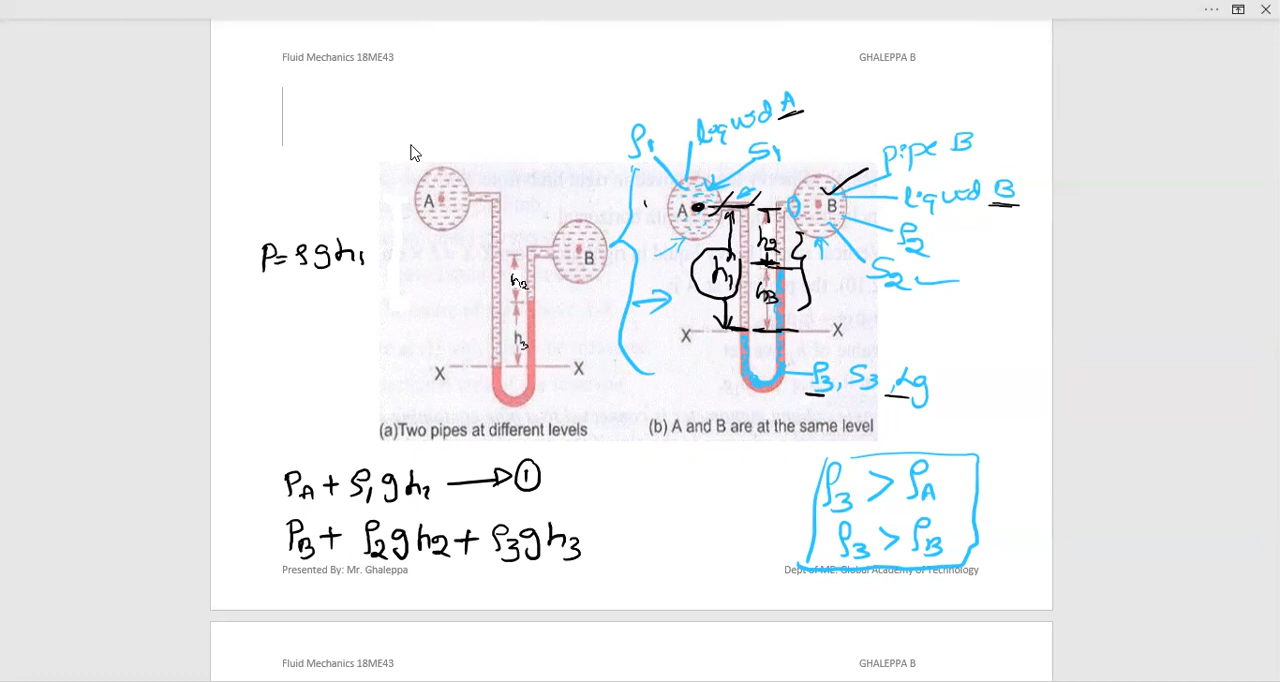 Fluid Mechanics 18ME43
GHALEPPA B
liquid A
ρ1
S1
pipe B
liquid B
ρ2
S2
A
B
h2
h3
X
X
P = ρgh1
A
B
h1
h2
h3
X
X
ρ3, S3, Hg
(a)Two pipes at different levels
(b) A and B are at the same level
PA + ρ1gh1 → ①
PB + ρ2gh2 + ρ3gh3
ρ3 > ρA
ρ3 > ρB
Presented By: Mr. Ghaleppa
Dept of ME. Global Academy of Technology
Fluid Mechanics 18ME43
GHALEPPA B